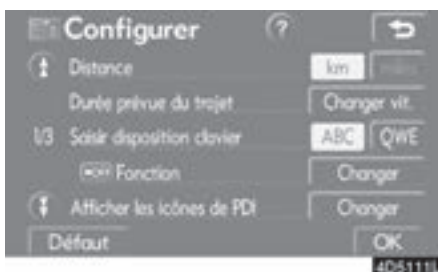 Configurer ?
Distance km
Durée prévue du trajet Changer vit.
1/3 Saisir disposition clavier ABC QWE
Fonction Changer
Afficher les icônes de PDI Changer
Défaut OK
4D5111